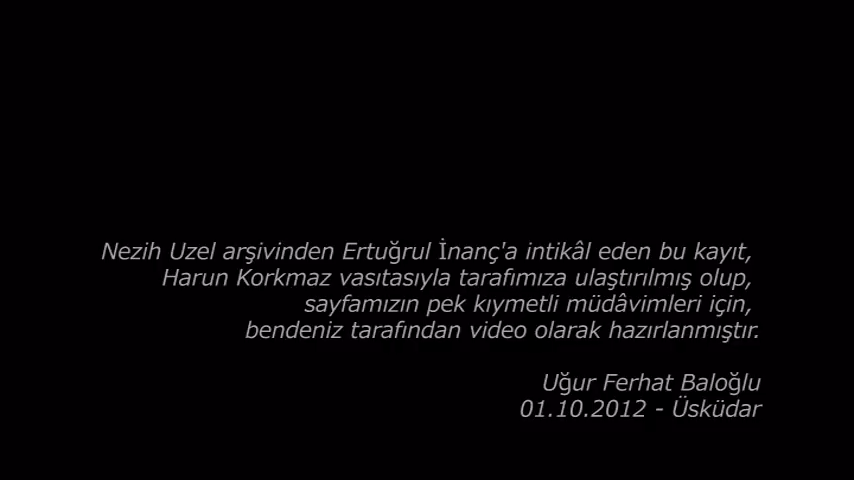 Nezih Uzel arşivinden Ertuğrul İnanç'a intikâl eden bu kayıt,
Harun Korkmaz vasıtasıyla tarafımıza ulaştırılmış olup,
sayfamızın pek kıymetli müdâvimleri için,
bendeniz tarafından video olarak hazırlanmıştır.
Uğur Ferhat Baloğlu
01.10.2012 - Üsküdar